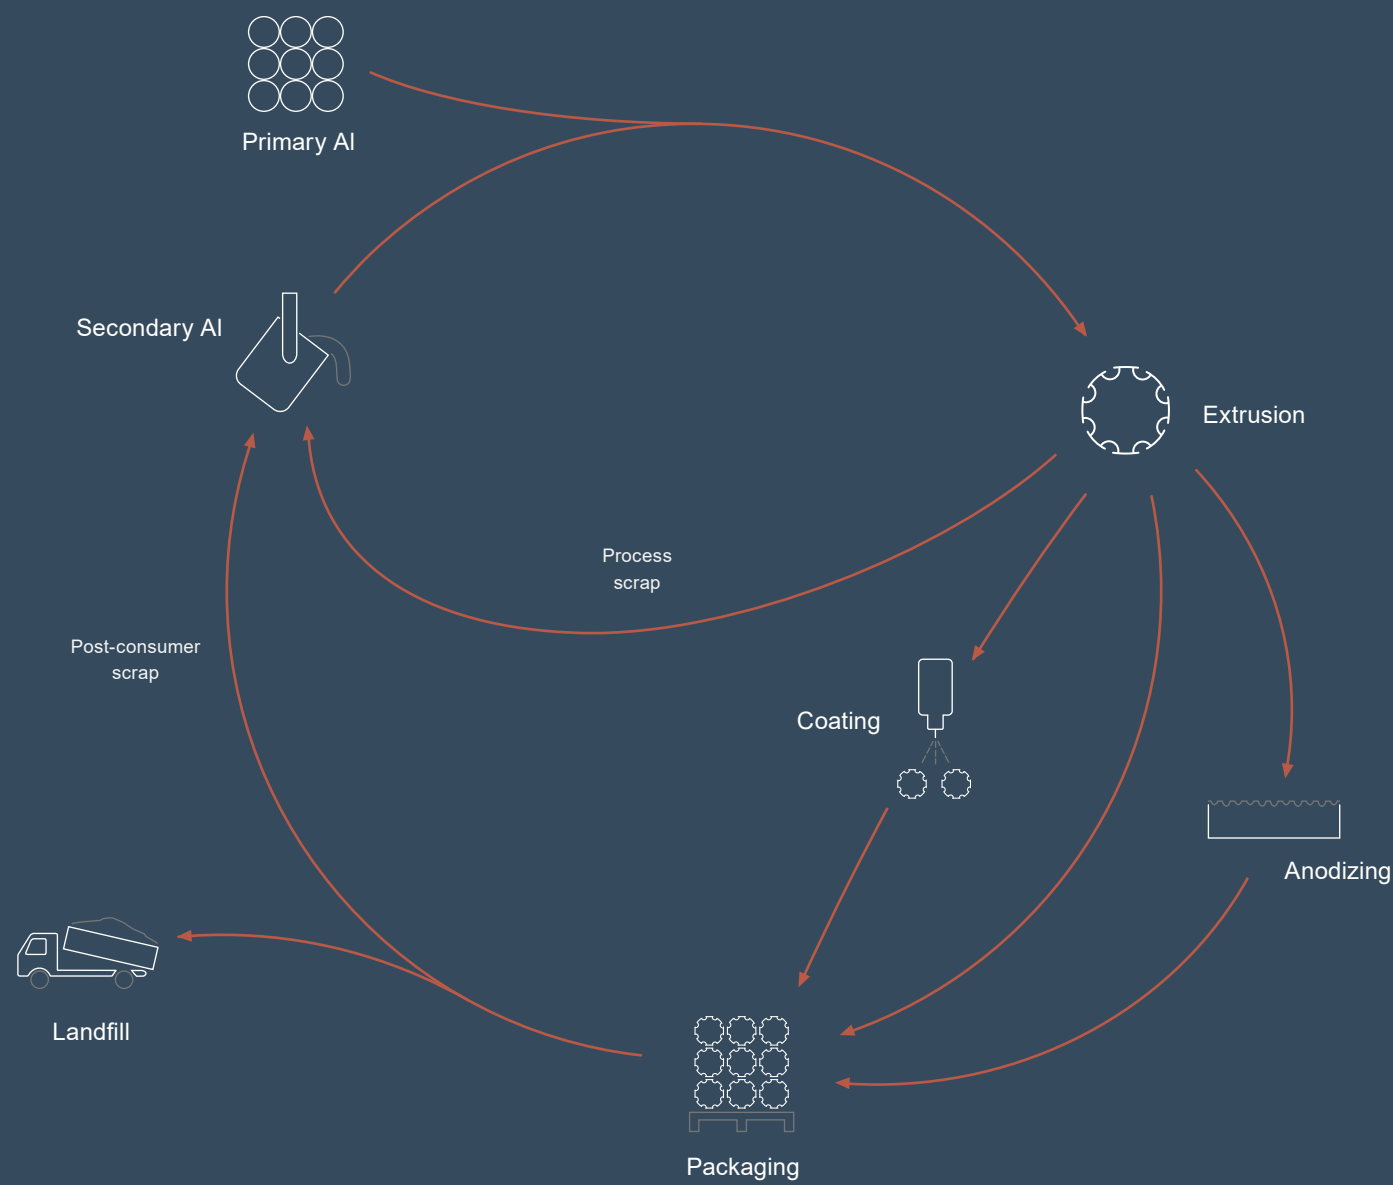 Primary Al
Secondary Al
Extrusion
Process
scrap
Post-consumer
scrap
Coating
Anodizing
Landfill
Packaging